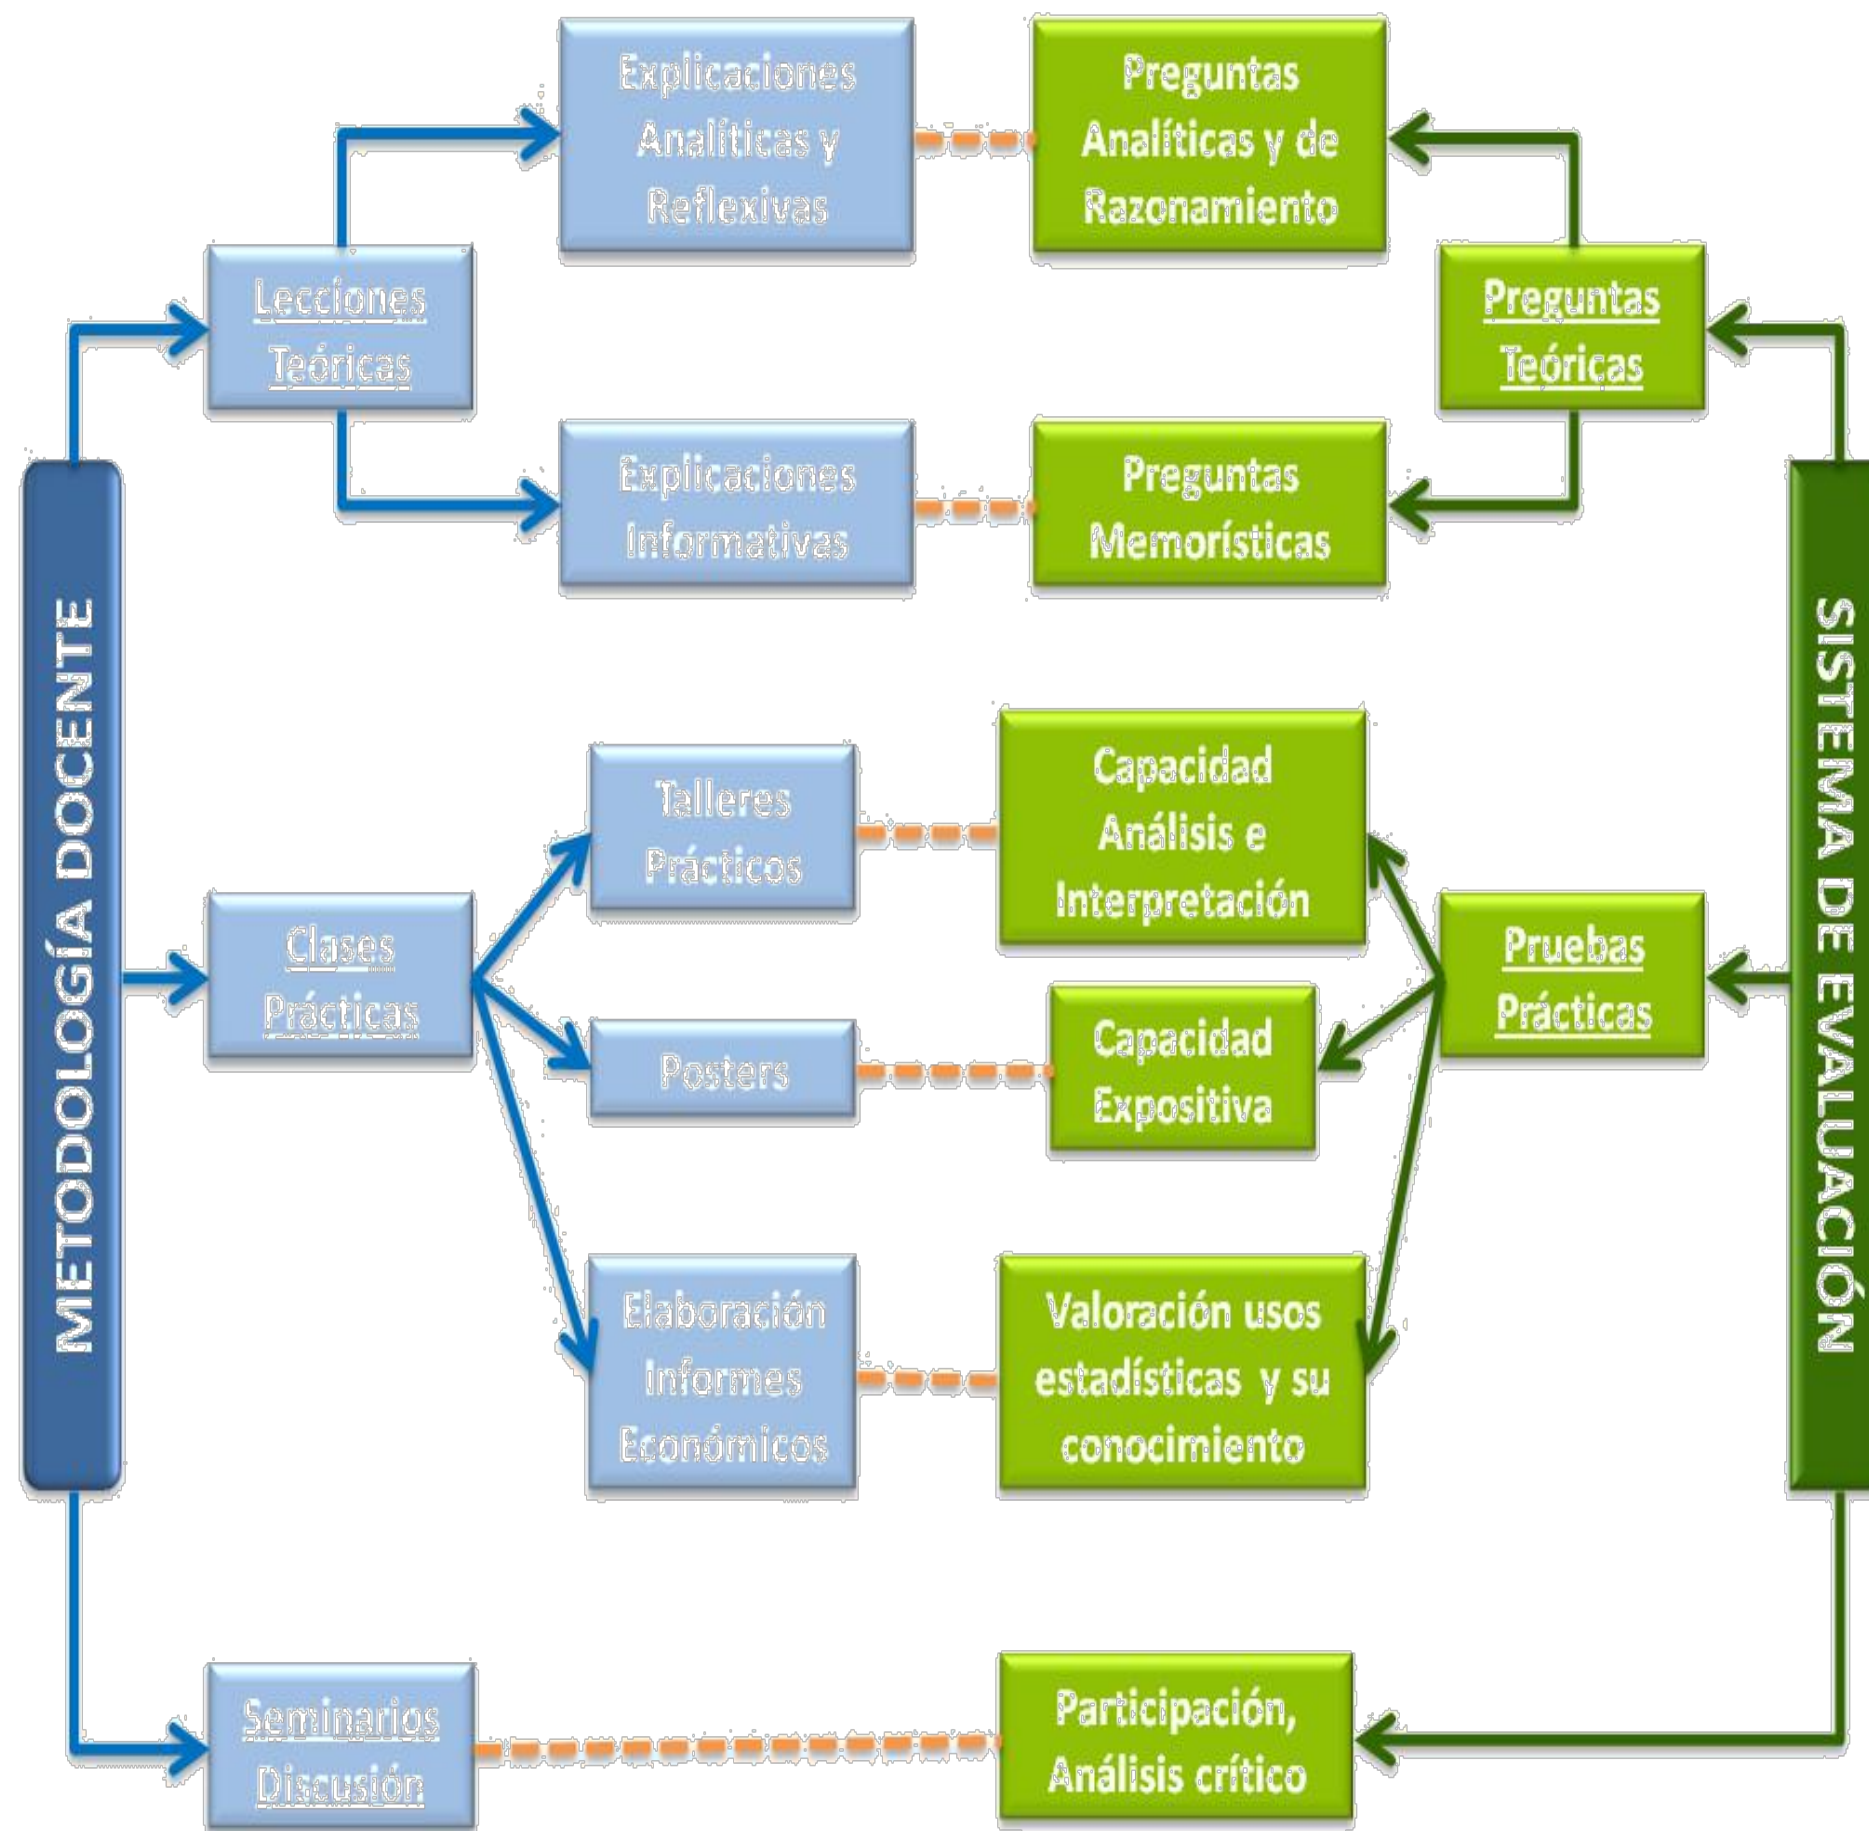 METODOLOGÍA DOCENTE
Lecciones
Teóricas
Explicaciones
Analíticas y
Reflexivas
Explicaciones
Informativas
Clases
Prácticas
Talleres
Prácticos
Posters
Elaboración
Informes
Económicos
Seminarios
Discusión
Preguntas
Analíticas y de
Razonamiento
Preguntas
Memorísticas
Preguntas
Teóricas
Capacidad
Análisis e
Interpretación
Capacidad
Expositiva
Valoración usos
estadísticas y su
conocimiento
Pruebas
Prácticas
Participación,
Análisis crítico
SISTEMA DE EVALUACIÓN